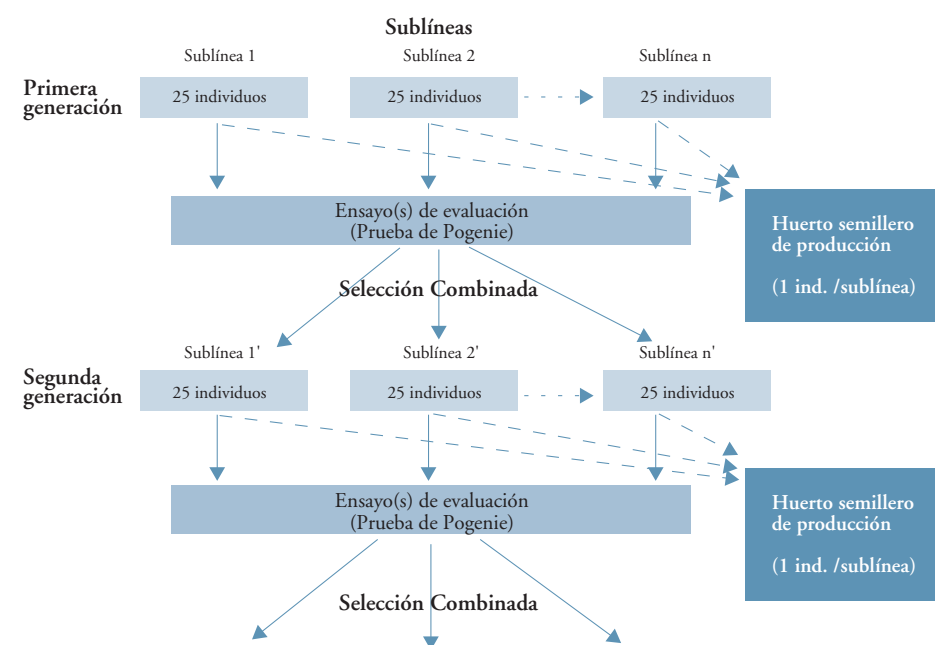 Sublíneas
Sublínea 1
Sublínea 2
Sublínea n
Primera
generación
25 individuos
25 individuos
25 individuos
Ensayo(s) de evaluación
(Prueba de Pogenie)
Huerto semillero
de producción
(1 ind. /sublínea)
Selección Combinada
Sublínea 1'
Sublínea 2'
Sublínea n'
Segunda
generación
25 individuos
25 individuos
25 individuos
Ensayo(s) de evaluación
(Prueba de Pogenie)
Huerto semillero
de producción
(1 ind. /sublínea)
Selección Combinada